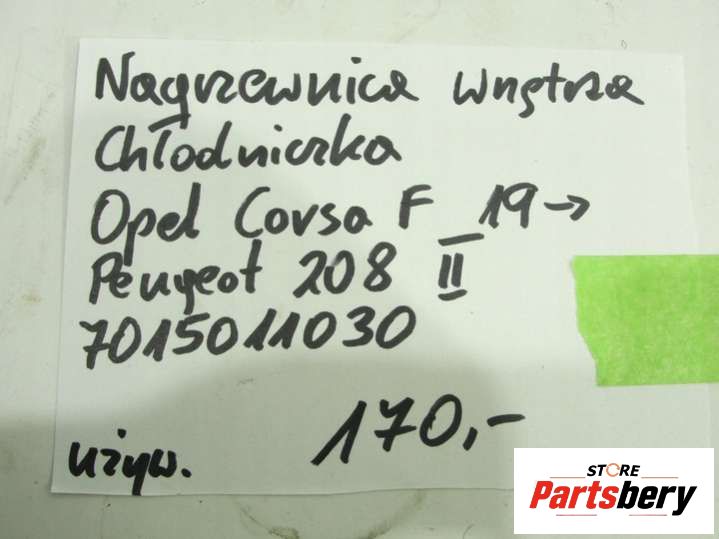 Nagrzewnica wnętrza
Chłodniczka
Opel Corsa F 19→
Peugeot 208 II
7015011030
170,-
używ.
STORE
Partsbery